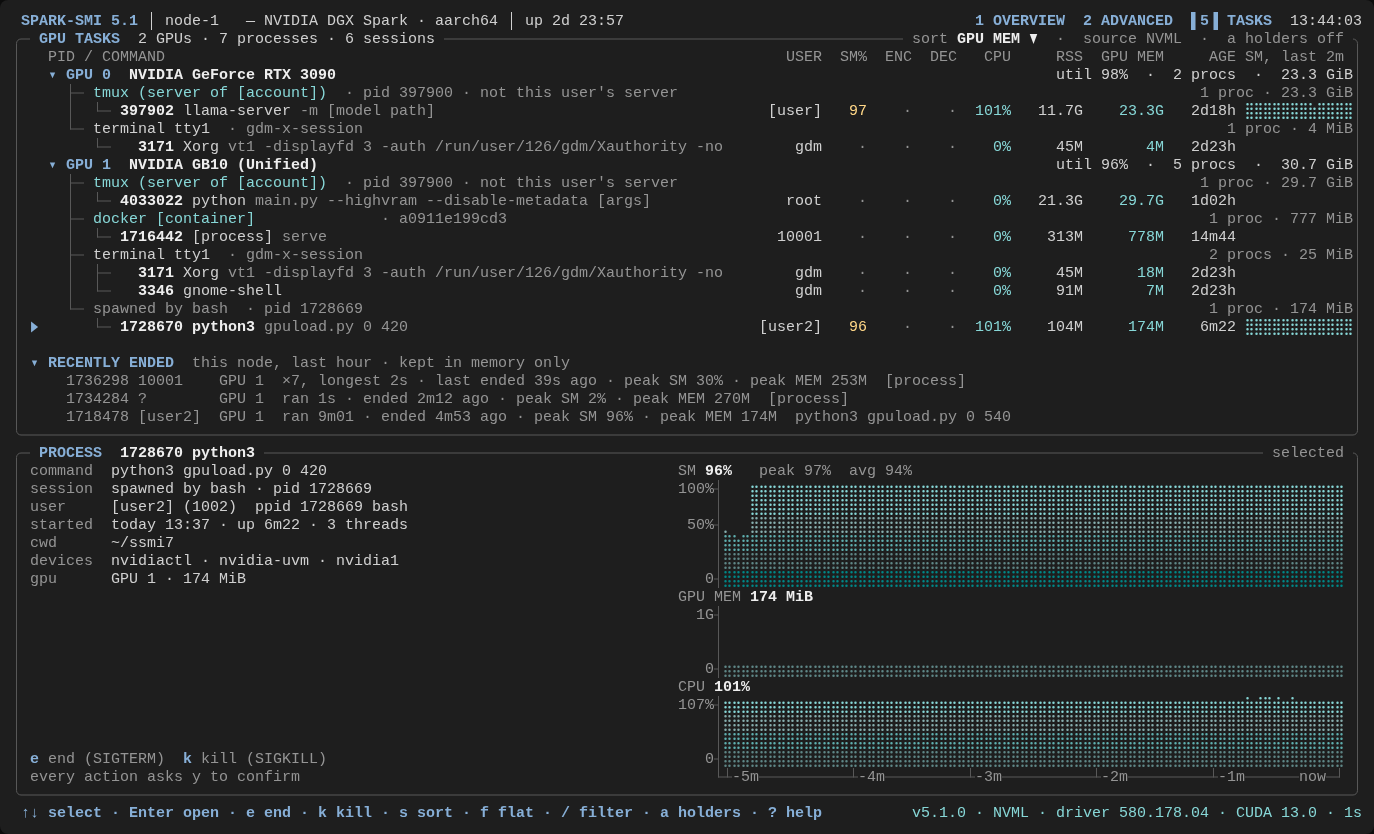 SPARK-SMI 5.1 │ node-1 — NVIDIA DGX Spark · aarch64 │ up 2d 23:57 1 OVERVIEW 2 ADVANCED ▌5▐ TASKS 13:44:03
GPU TASKS 2 GPUs · 7 processes · 6 sessions sort GPU MEM ▼ · source NVML · a holders off
PID / COMMAND USER SM% ENC DEC CPU RSS GPU MEM AGE SM, last 2m
▾ GPU 0 NVIDIA GeForce RTX 3090 util 98% · 2 procs · 23.3 GiB
tmux (server of [account]) · pid 397900 · not this user's server 1 proc · 23.3 GiB
397902 llama-server -m [model path] [user] 97 · · 101% 11.7G 23.3G 2d18h
terminal tty1 · gdm-x-session 1 proc · 4 MiB
3171 Xorg vt1 -displayfd 3 -auth /run/user/126/gdm/Xauthority -no gdm · · · 0% 45M 4M 2d23h
▾ GPU 1 NVIDIA GB10 (Unified) util 96% · 5 procs · 30.7 GiB
tmux (server of [account]) · pid 397900 · not this user's server 1 proc · 29.7 GiB
4033022 python main.py --highvram --disable-metadata [args] root · · · 0% 21.3G 29.7G 1d02h
docker [container] · a0911e199cd3 1 proc · 777 MiB
1716442 [process] serve 10001 · · · 0% 313M 778M 14m44
terminal tty1 · gdm-x-session 2 procs · 25 MiB
3171 Xorg vt1 -displayfd 3 -auth /run/user/126/gdm/Xauthority -no gdm · · · 0% 45M 18M 2d23h
3346 gnome-shell gdm · · · 0% 91M 7M 2d23h
spawned by bash · pid 1728669 1 proc · 174 MiB
1728670 python3 gpuload.py 0 420 [user2] 96 · · 101% 104M 174M 6m22
▾ RECENTLY ENDED this node, last hour · kept in memory only
1736298 10001 GPU 1 ×7, longest 2s · last ended 39s ago · peak SM 30% · peak MEM 253M [process]
1734284 ? GPU 1 ran 1s · ended 2m12 ago · peak SM 2% · peak MEM 270M [process]
1718478 [user2] GPU 1 ran 9m01 · ended 4m53 ago · peak SM 96% · peak MEM 174M python3 gpuload.py 0 540
PROCESS 1728670 python3 selected
command python3 gpuload.py 0 420
session spawned by bash · pid 1728669
user [user2] (1002) ppid 1728669 bash
started today 13:37 · up 6m22 · 3 threads
cwd ~/ssmi7
devices nvidiactl · nvidia-uvm · nvidia1
gpu GPU 1 · 174 MiB
e end (SIGTERM) k kill (SIGKILL)
every action asks y to confirm
SM 96% peak 97% avg 94%
100%
50%
0
GPU MEM 174 MiB
1G
0
CPU 101%
107%
0
-5m -4m -3m -2m -1m now
↑↓ select · Enter open · e end · k kill · s sort · f flat · / filter · a holders · ? help v5.1.0 · NVML · driver 580.178.04 · CUDA 13.0 · 1s